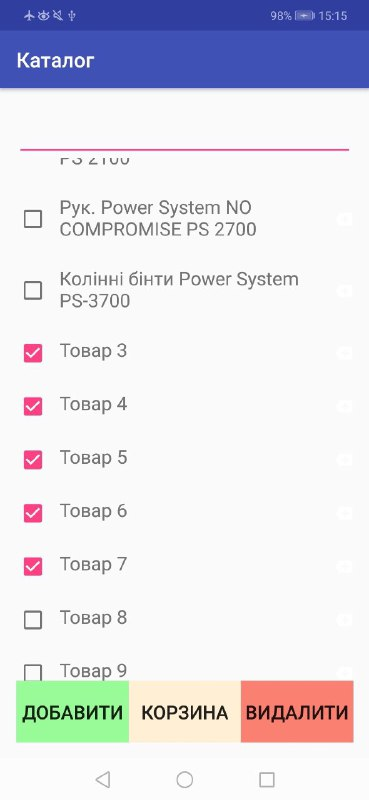 98% 15:15
Каталог
PS 2100
Рук. Power System NO
COMPROMISE PS 2700
Колінні бінти Power System
PS-3700
Товар 3
Товар 4
Товар 5
Товар 6
Товар 7
Товар 8
Товар 9
ДОБАВИТИ КОРЗИНА ВИДАЛИТИ